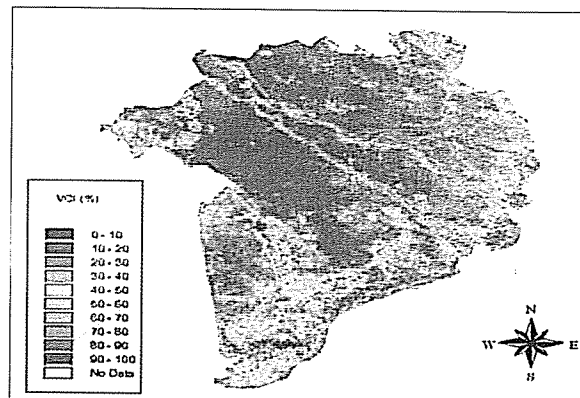 VCI (%)
0 - 10
10 - 20
20 - 30
30 - 40
40 - 50
50 - 60
60 - 70
70 - 80
80 - 90
90 - 100
No Data
N
W E
S